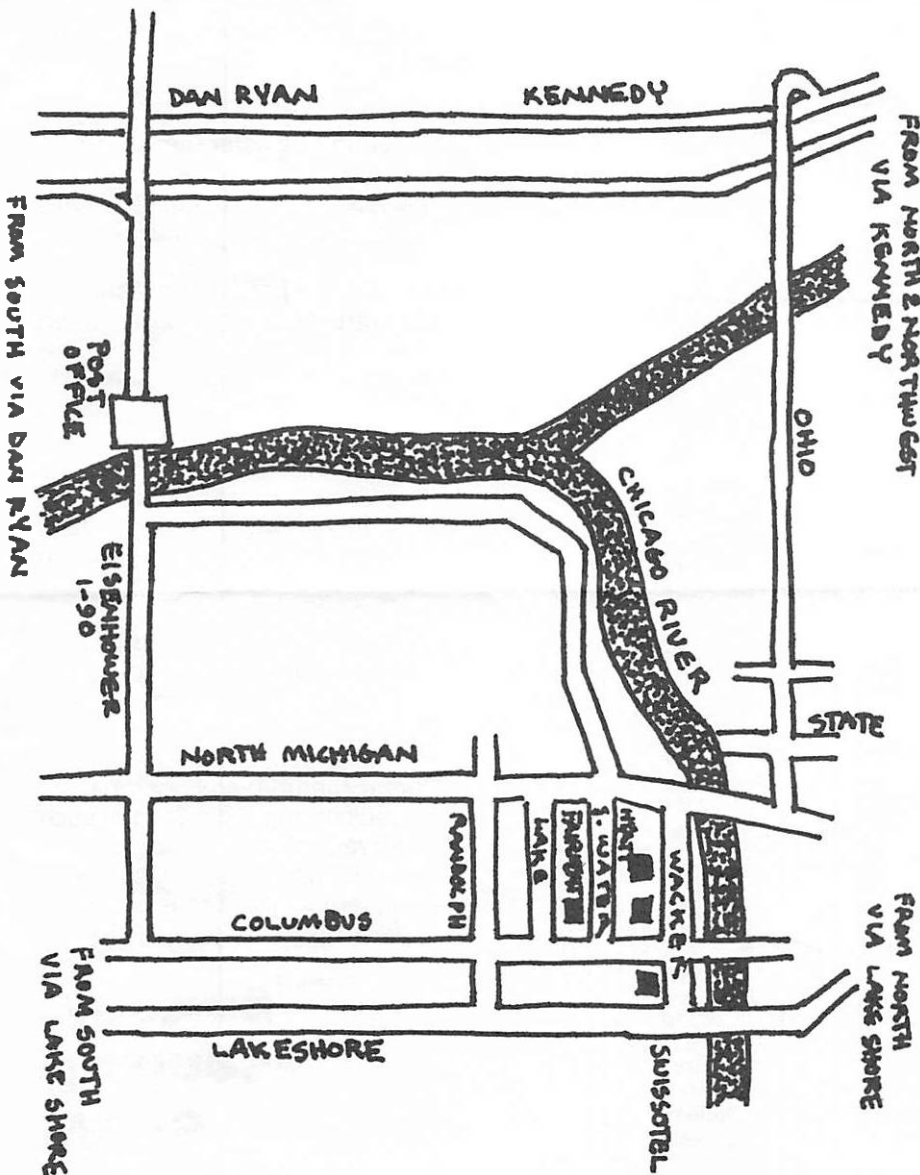 FROM NORTH & NORTHWEST
VIA KENNEDY
DAN RYAN
KENNEDY
OHIO
FROM SOUTH VIA DAN RYAN
POST
OFFICE
CHICAGO RIVER
EISENHOWER
I-90
STATE
NORTH MICHIGAN
RANDOLPH
LAKE
FAIRMONT
S. WATER
HYATT
WACKER
COLUMBUS
FROM NORTH
VIA LAKE SHORE
LAKESHORE
SWISSOTEL
FROM SOUTH
VIA LAKE SHORE